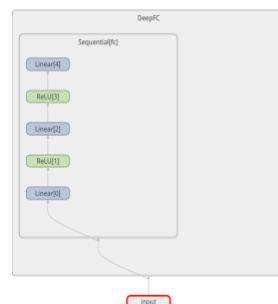 DeepFC
Sequential[fc]
Linear[4]
ReLU[3]
Linear[2]
ReLU[1]
Linear[0]
input